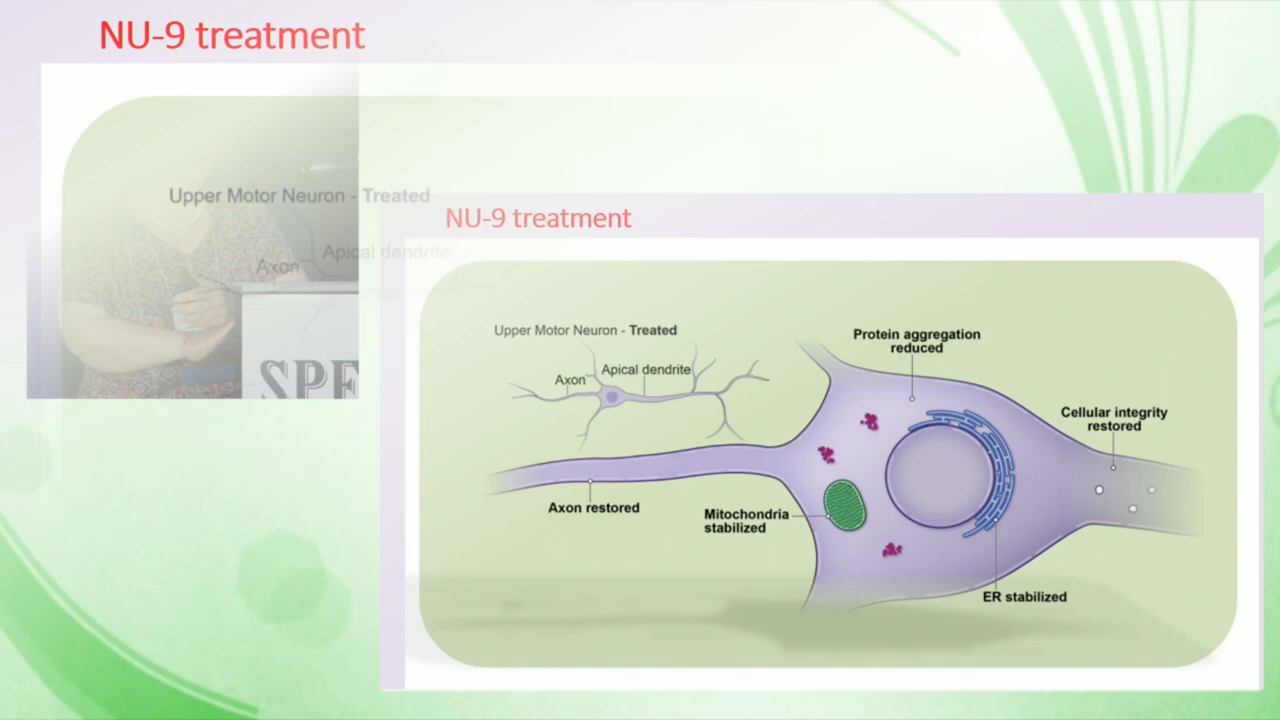 NU-9 treatment
Upper Motor Neuron - Treated
Apical dendrite
Axon
SPE
NU-9 treatment
Upper Motor Neuron - Treated
Apical dendrite
Axon
Protein aggregation
reduced
Cellular integrity
restored
Axon restored
Mitochondria
stabilized
ER stabilized